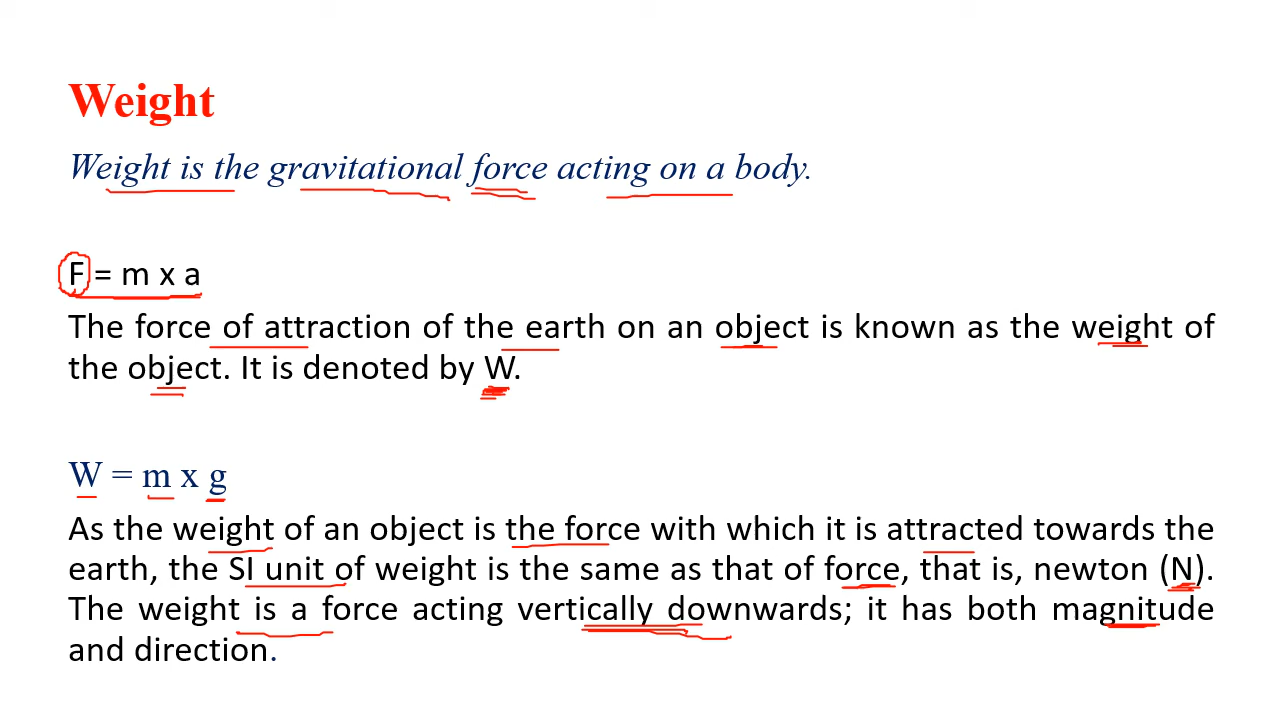 Weight
Weight is the gravitational force acting on a body.
F = m x a
The force of attraction of the earth on an object is known as the weight of
the object. It is denoted by W.
W = m x g
As the weight of an object is the force with which it is attracted towards the
earth, the SI unit of weight is the same as that of force, that is, newton (N).
The weight is a force acting vertically downwards; it has both magnitude
and direction.